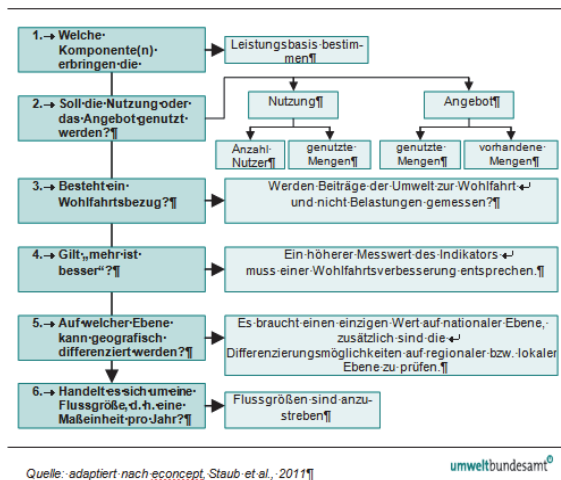 1.→ Welche·
Komponente(n)·
erbringen·die·
Leistungsbasis·bestim-
men¶
2.→ Soll·die·Nutzung·oder·
das·Angebot·genutzt·
werden?¶
Nutzung¶
Angebot¶
Anzahl·
Nutzer¶
genutzte·
Mengen¶
genutzte·
Mengen¶
vorhandene·
Mengen¶
3.→ Besteht·ein·
Wohlfahrtsbezug?¶
Werden·Beiträge·der·Umwelt·zur·Wohlfahrt·↵
und·nicht·Belastungen·gemessen?¶
4.→ Gilt·„mehr·ist·
besser“?¶
Ein·höherer·Messwert·des·Indikators·↵
muss·einer·Wohlfahrtsverbesserung·entsprechen.¶
5.→ Auf·welcher·Ebene·
kann·geografisch·
differenziert·werden?¶
Es·braucht·einen·einzigen·Wert·auf·nationaler·Ebene,·
zusätzlich·sind·die·↵
Differenzierungsmöglichkeiten·auf·regionaler·bzw.·lokaler·
Ebene·zu·prüfen.¶
6.→ Handelt·es·sich·um·eine·
Flussgröße,·d.h.·eine·
Maßeinheit·pro·Jahr?¶
Flussgrößen·sind·anzu-
streben¶
Quelle:·adaptiert·nach·econcept,·Staub·et·al.,·2011¶
umweltbundesamt